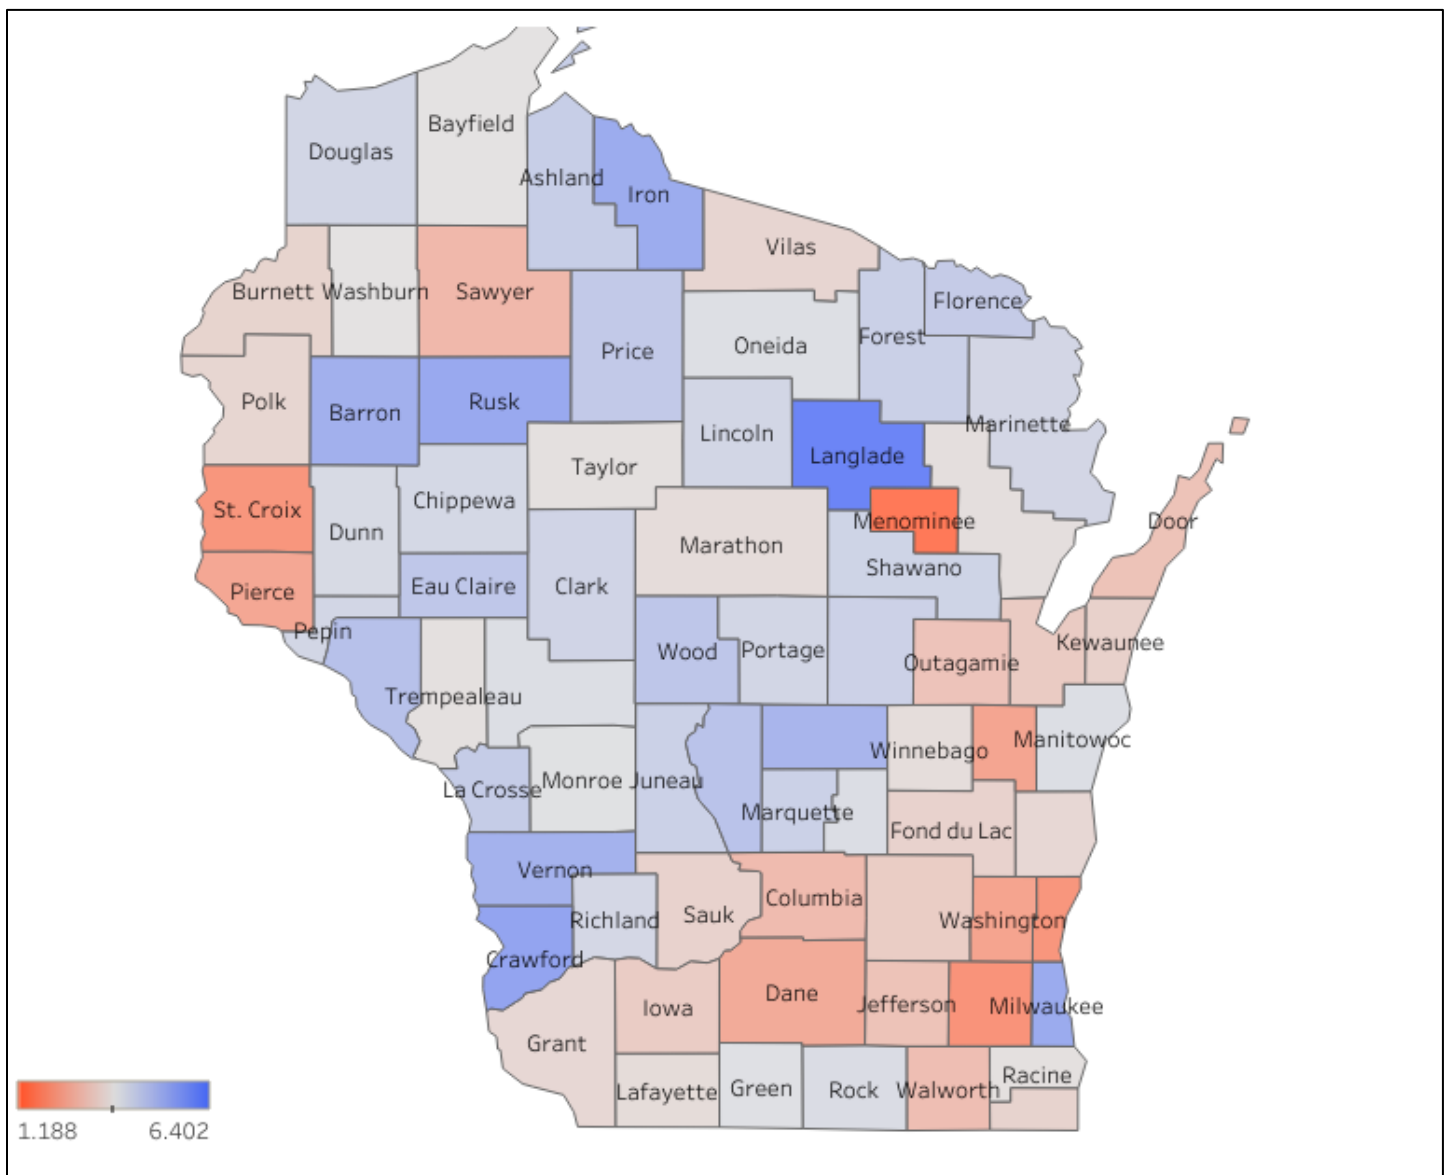 Bayfield
Douglas
Ashland
Iron
Vilas
Burnett
Washburn
Sawyer
Florence
Forest
Oneida
Price
Polk
Barron
Rusk
Marinette
Lincoln
Langlade
Taylor
Chippewa
St. Croix
Dunn
Menominee
Door
Marathon
Shawano
Eau Claire
Clark
Pierce
Pepin
Wood
Portage
Outagamie
Kewaunee
Trempealeau
Winnebago
Manitowoc
La Crosse
Monroe
Juneau
Marquette
Fond du Lac
Vernon
Columbia
Richland
Sauk
Washington
Crawford
Dane
Jefferson
Milwaukee
Iowa
Grant
Racine
Lafayette
Green
Rock
Walworth
1.188
6.402